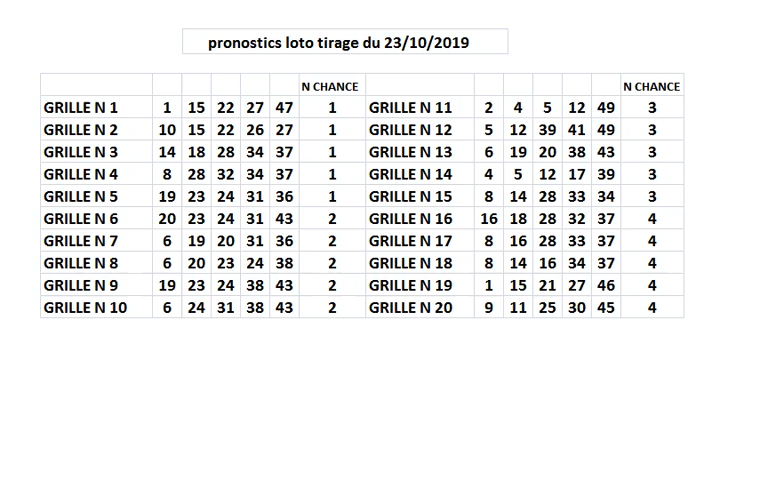 pronostics loto tirage du 23/10/2019
N CHANCE N CHANCE
GRILLE N 1 1 15 22 27 47 1 GRILLE N 11 2 4 5 12 49 3
GRILLE N 2 10 15 22 26 27 1 GRILLE N 12 5 12 39 41 49 3
GRILLE N 3 14 18 28 34 37 1 GRILLE N 13 6 19 20 38 43 3
GRILLE N 4 8 28 32 34 37 1 GRILLE N 14 4 5 12 17 39 3
GRILLE N 5 19 23 24 31 36 1 GRILLE N 15 8 14 28 33 34 3
GRILLE N 6 20 23 24 31 43 2 GRILLE N 16 16 18 28 32 37 4
GRILLE N 7 6 19 20 31 36 2 GRILLE N 17 8 16 28 33 37 4
GRILLE N 8 6 20 23 24 38 2 GRILLE N 18 8 14 16 34 37 4
GRILLE N 9 19 23 24 38 43 2 GRILLE N 19 1 15 21 27 46 4
GRILLE N 10 6 24 31 38 43 2 GRILLE N 20 9 11 25 30 45 4